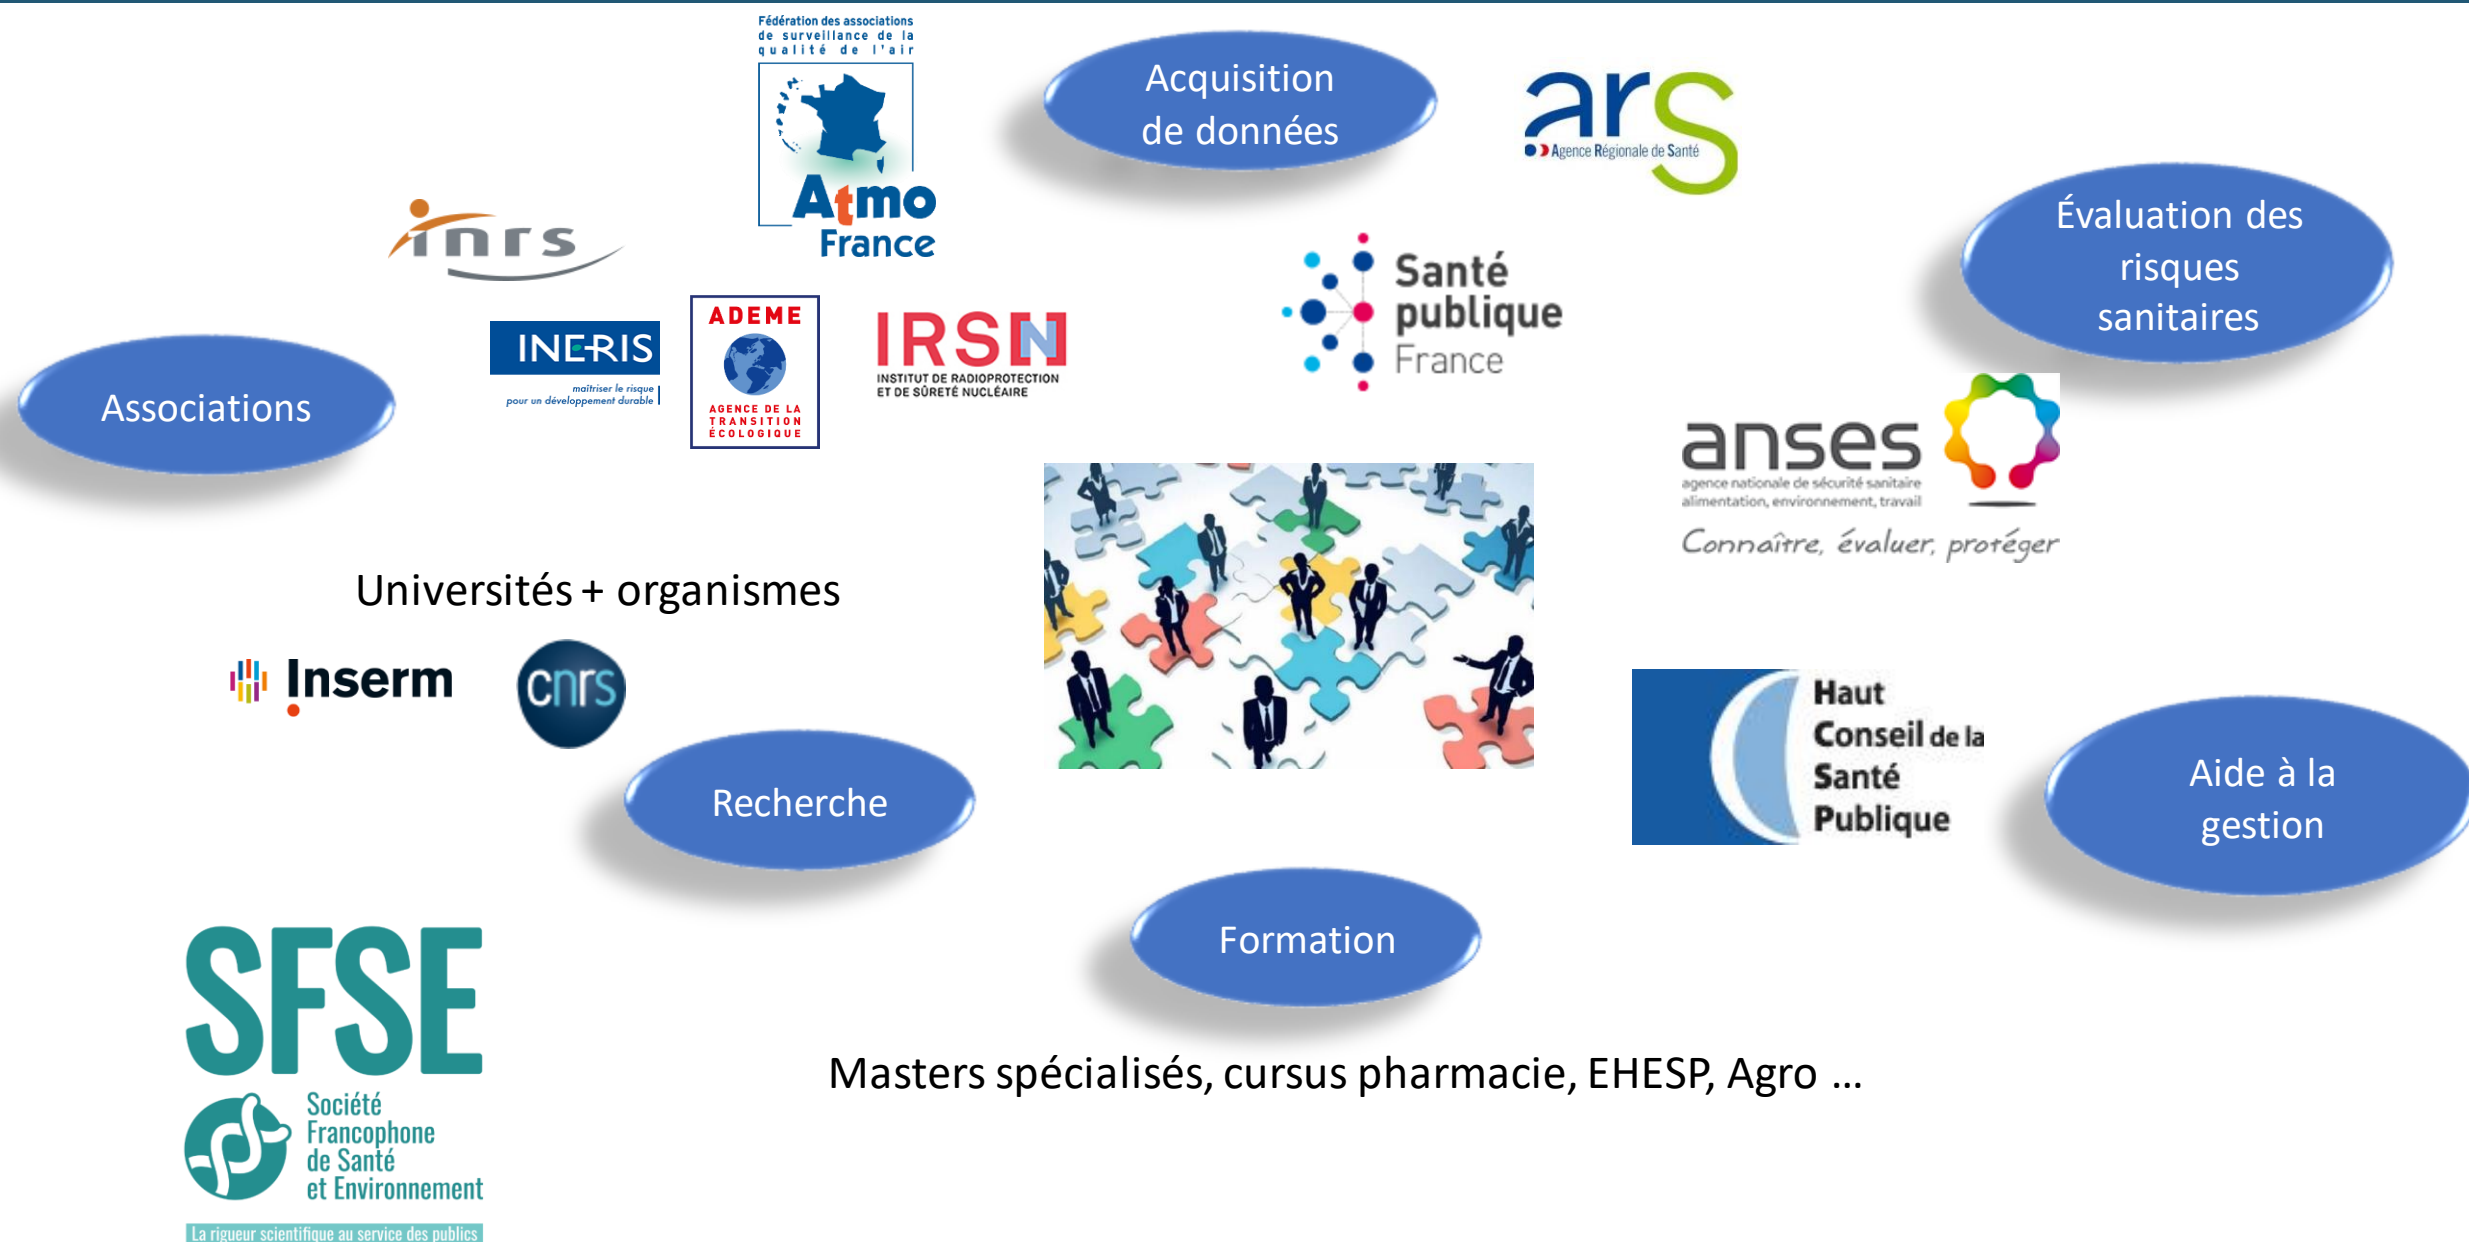 Fédération des associations
de surveillance de la
qualité de l'air
Atmo
France
Acquisition
de données
ars
Agence Régionale de Santé
Évaluation des
risques
sanitaires
inrs
INERIS
maîtriser le risque
pour un développement durable
ADEME
AGENCE DE LA
TRANSITION
ÉCOLOGIQUE
IRSN
INSTITUT DE RADIOPROTECTION
ET DE SÛRETÉ NUCLÉAIRE
Santé
publique
France
Associations
anses
agence nationale de sécurité sanitaire
alimentation, environnement, travail
Connaître, évaluer, protéger
Universités + organismes
Inserm
cnrs
Recherche
Haut
Conseil de la
Santé
Publique
Aide à la
gestion
Formation
Masters spécialisés, cursus pharmacie, EHESP, Agro ...
SFSE
Société
Francophone
de Santé
et Environnement
La rigueur scientifique au service des publics